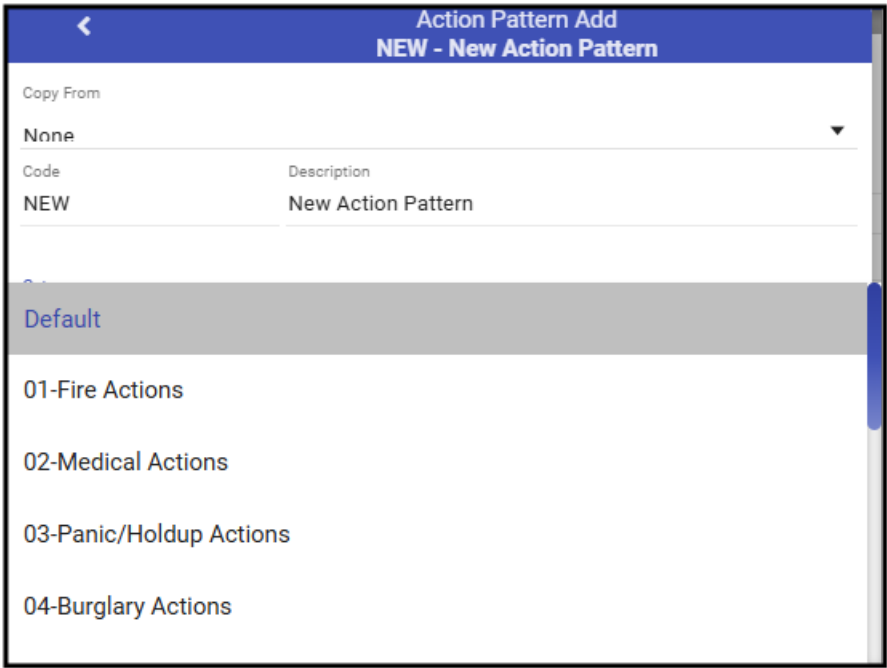 Action Pattern Add
NEW - New Action Pattern
Copy From
None
Code Description
NEW New Action Pattern
Default
01-Fire Actions
02-Medical Actions
03-Panic/Holdup Actions
04-Burglary Actions